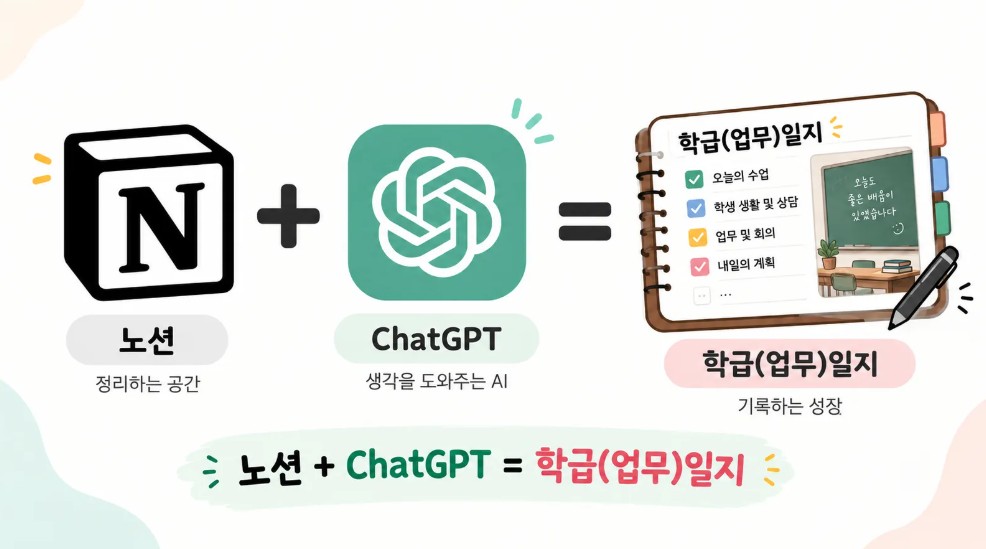 N
+
=
학급(업무)일지
오늘의 수업
학생 생활 및 상담
업무 및 회의
내일의 계획
...
오늘도
좋은 배움이
있었습니다
노션
정리하는 공간
ChatGPT
생각을 도와주는 AI
학급(업무)일지
기록하는 성장
노션 + ChatGPT = 학급(업무)일지